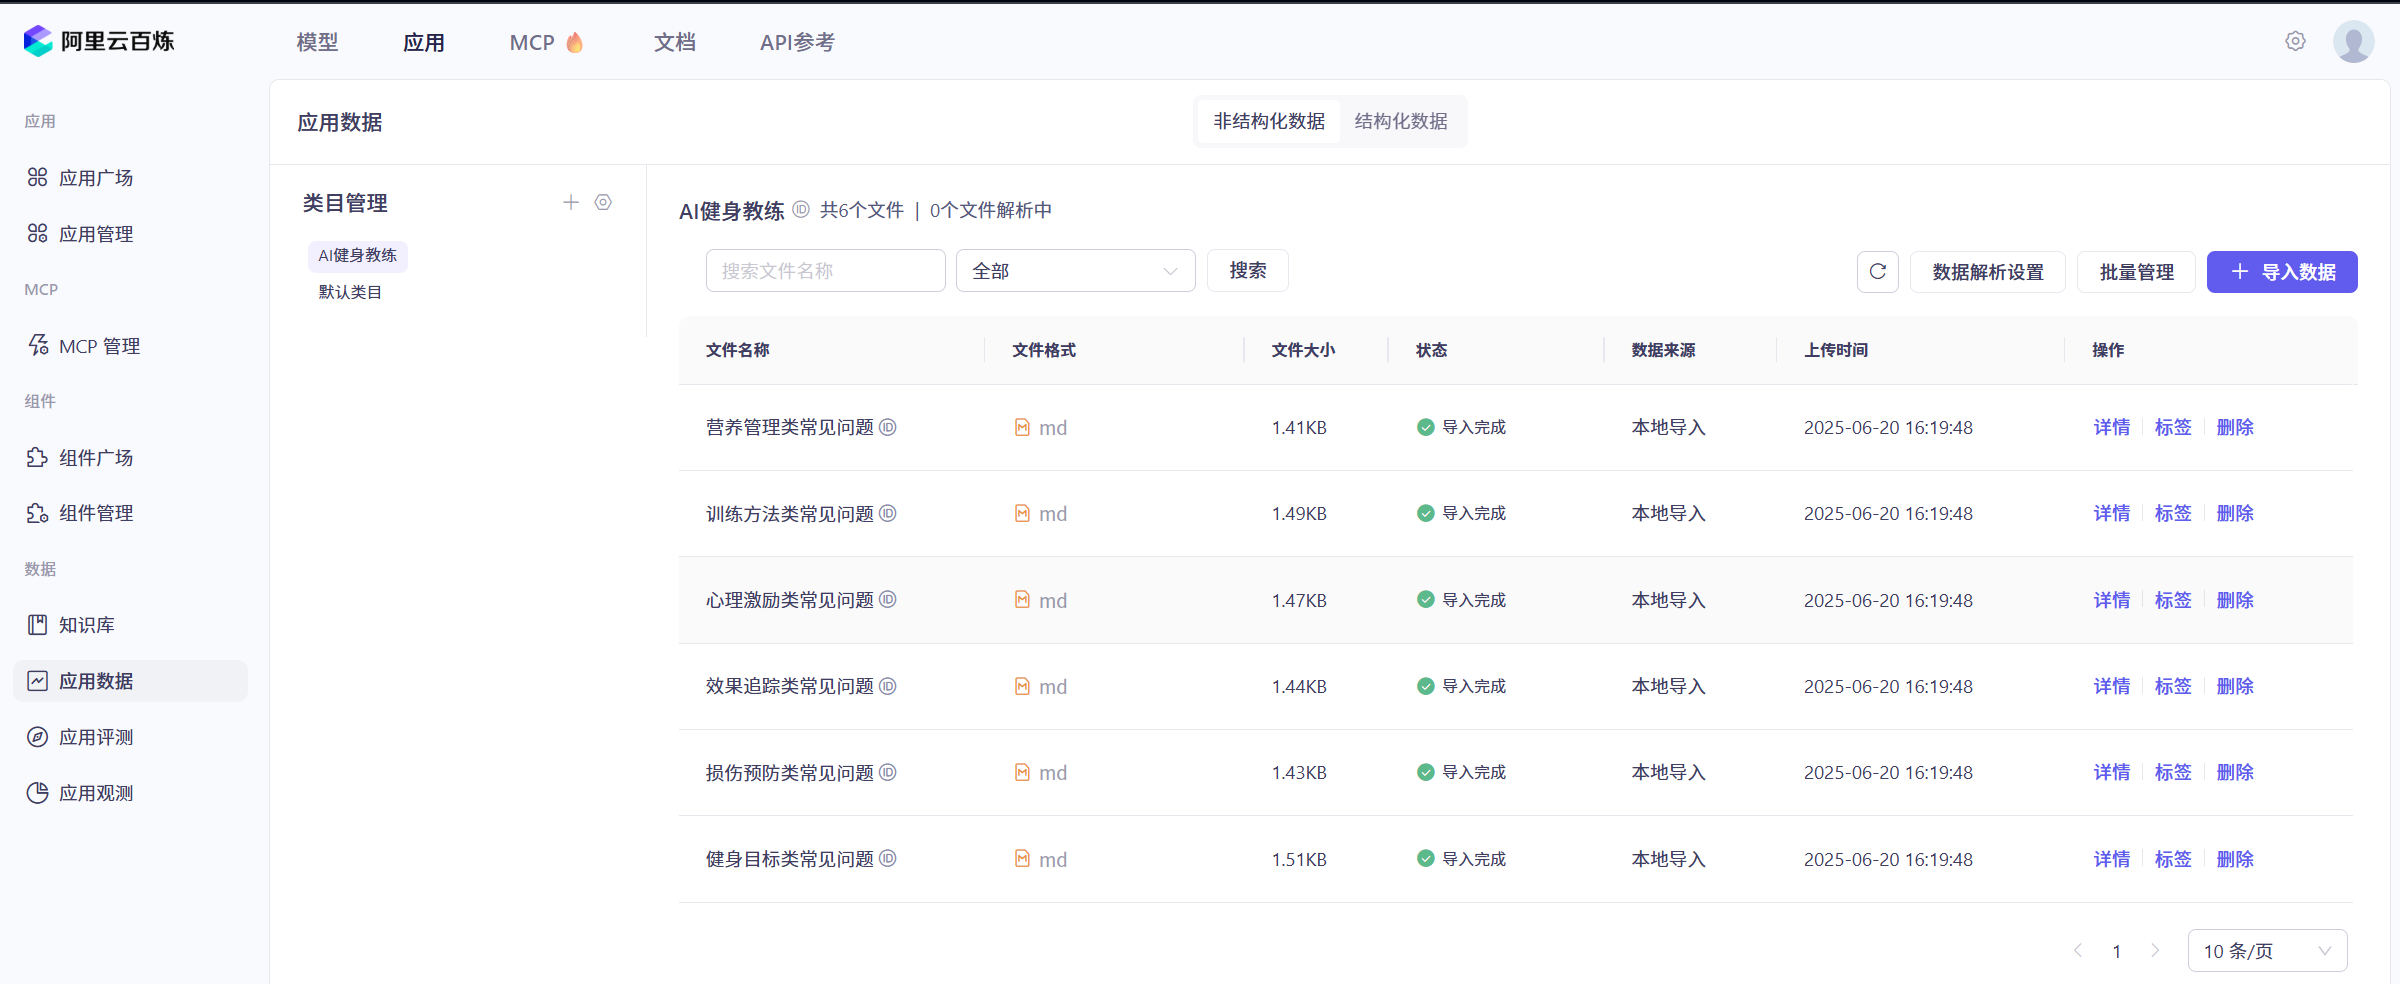 阿里云百炼 模型 应用 MCP 文档 API参考
应用
应用广场
应用管理
MCP
MCP 管理
组件
组件广场
组件管理
数据
知识库
应用数据
应用评测
应用观测
应用数据 非结构化数据 结构化数据
类目管理
AI健身教练
默认类目
AI健身教练 ID 共6个文件 | 0个文件解析中
搜索文件名称 全部 搜索 数据解析设置 批量管理 + 导入数据
文件名称 文件格式 文件大小 状态 数据来源 上传时间 操作
营养管理类常见问题 ID md 1.41KB 导入完成 本地导入 2025-06-20 16:19:48 详情 标签 删除
训练方法类常见问题 ID md 1.49KB 导入完成 本地导入 2025-06-20 16:19:48 详情 标签 删除
心理激励类常见问题 ID md 1.47KB 导入完成 本地导入 2025-06-20 16:19:48 详情 标签 删除
效果追踪类常见问题 ID md 1.44KB 导入完成 本地导入 2025-06-20 16:19:48 详情 标签 删除
损伤预防类常见问题 ID md 1.43KB 导入完成 本地导入 2025-06-20 16:19:48 详情 标签 删除
健身目标类常见问题 ID md 1.51KB 导入完成 本地导入 2025-06-20 16:19:48 详情 标签 删除
1 10 条/页